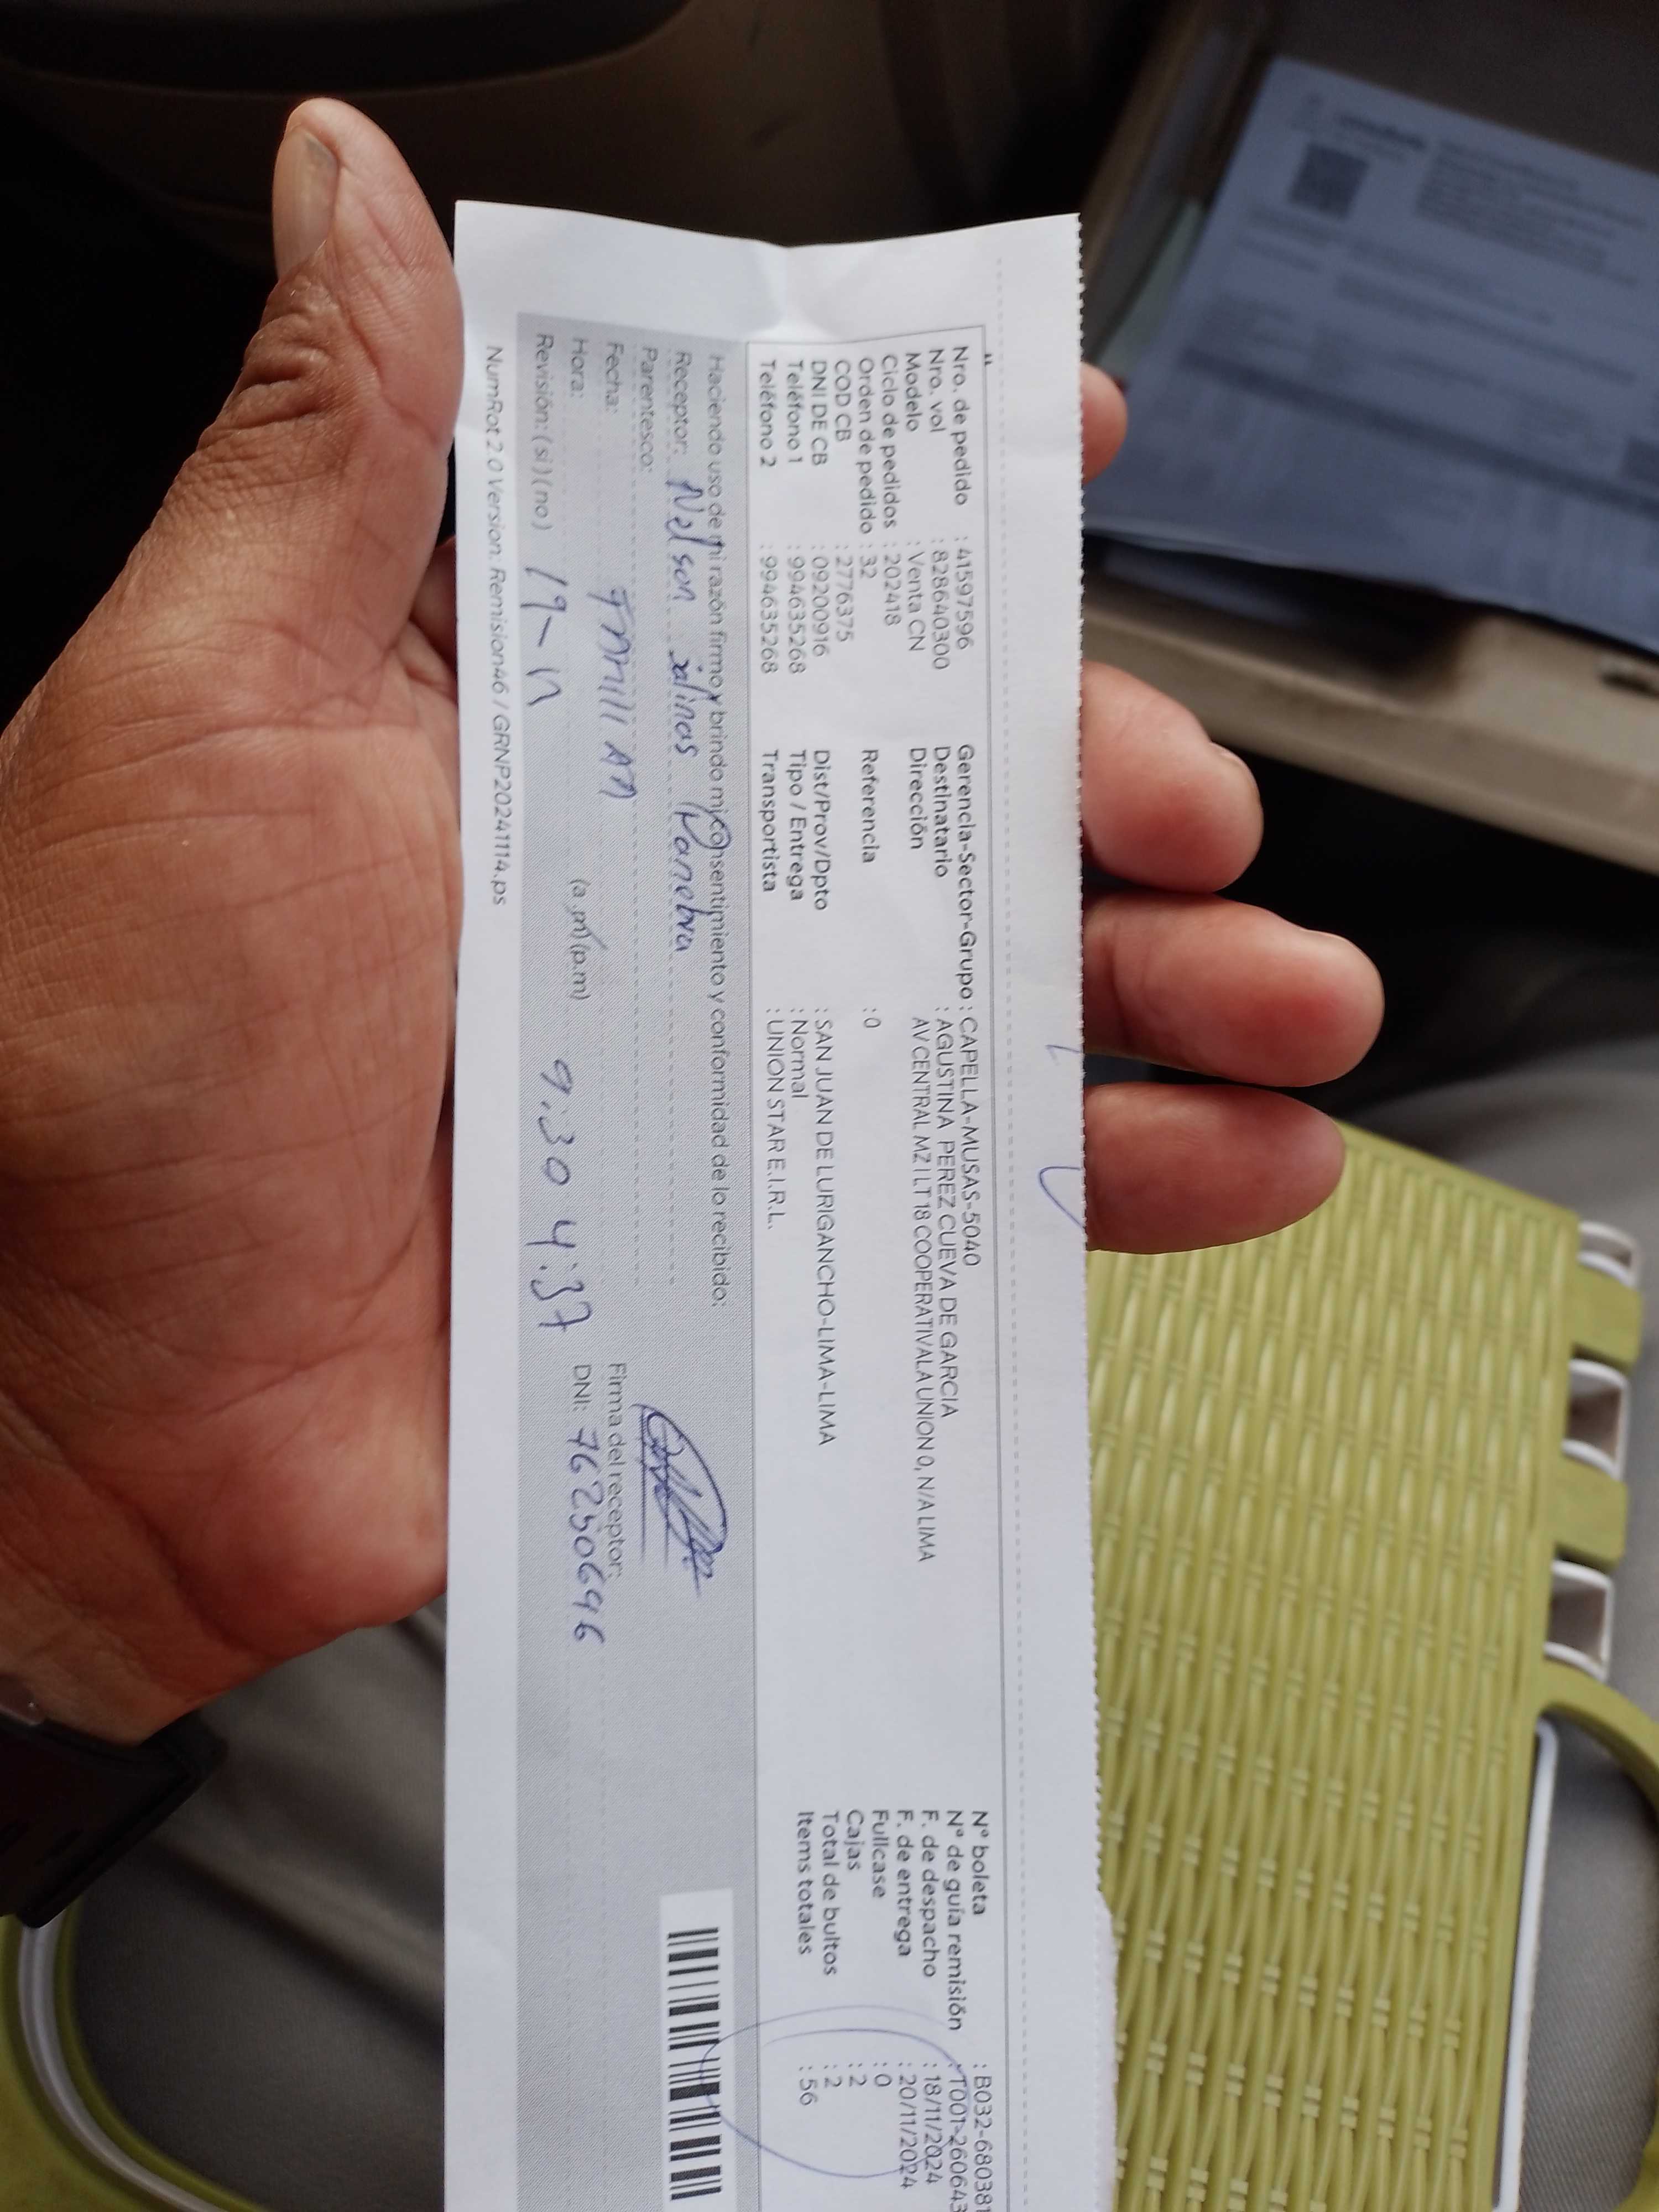 Nro. de pedido : 41597596
Nro. vol : 828640300
Modelo : Venta CN
Ciclo de pedidos : 202418
Orden de pedido : 32
COD CB : 2776375
DNI DE CB : 09200916
Teléfono 1 : 994635268
Teléfono 2 : 994635268
Gerencia-Sector-Grupo : CAPELLA-MUSAS-5040
Destinatario : AGUSTINA PEREZ CUEVA DE GARCIA
Dirección AV CENTRAL MZ I LT 18 COOPERATIVA LA UNION 0, N/A LIMA
Referencia : 0
Dist/Prov/Dpto : SAN JUAN DE LURIGANCHO-LIMA-LIMA
Tipo / Entrega : Normal
Transportista : UNION STAR E.I.R.L.
N° boleta : B032-680381
N° de guía remisión : T001-260643
F. de despacho : 18/11/2024
F. de entrega : 20/11/2024
Fullcase : 0
Cajas : 2
Total de bultos : 2
Items totales : 56
Haciendo uso de mi razón firmo y brindo mi consentimiento y conformidad de lo recibido:
Receptor: Nelson salinas
Parentesco:
Fecha:
Hora: (a.m) (p.m)
Revisión: (si) (no) 19-11 9:30 4:37
Firma del receptor:
DNI: 76250696
NumRot 2.0 Version: Remision46 / GRNP20241114.ps